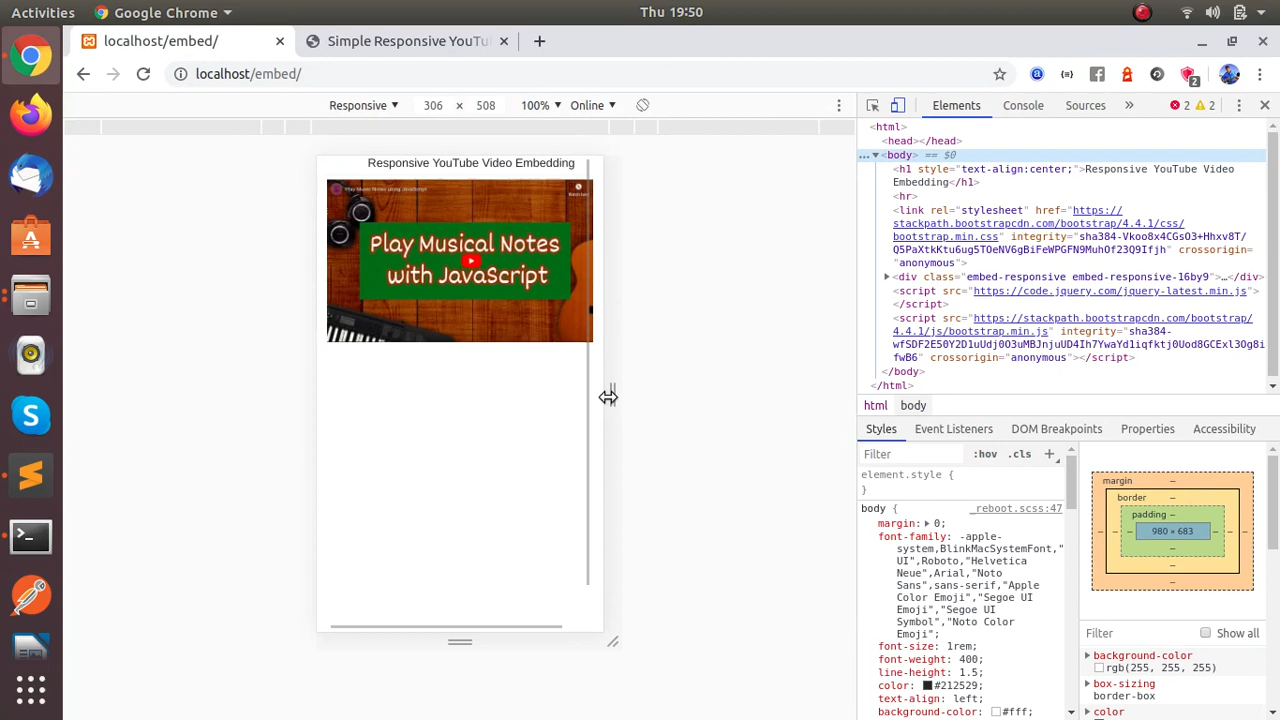 Activities
Google Chrome
Thu 19:50
localhost/embed/
Simple Responsive YouTu
localhost/embed/
2
Responsive
306 × 508
100%
Online
Elements
Console
Sources
»
2
2
<html>
<head></head>
<body> == $0
<h1 style="text-align:center;">Responsive YouTube Video
Embedding</h1>
<hr>
<link rel="stylesheet" href="https://
stackpath.bootstrapcdn.com/bootstrap/4.4.1/css/
bootstrap.min.css" integrity="sha384-Vkoo8x4CGsO3+Hhxv8T/
Q5PaXtkKtu6ug5TOeNV6gBiFeWPGFN9MuhOf23Q9Ifjh" crossorigin=
"anonymous">
<div class="embed-responsive embed-responsive-16by9">…</div>
<script src="https://code.jquery.com/jquery-latest.min.js">
</script>
<script src="https://stackpath.bootstrapcdn.com/bootstrap/
4.4.1/js/bootstrap.min.js" integrity="sha384-
wfSDF2E50Y2D1uUdj0O3uMBJnjuUD4Ih7YwaYd1iqfktj0Uod8GCExl3Og8i
fwB6" crossorigin="anonymous"></script>
</body>
</html>
html
body
Styles
Event Listeners
DOM Breakpoints
Properties
Accessibility
Filter
:hov
.cls
element.style {
}
body {
_reboot.scss:47
margin: 0;
font-family: -apple-
system,BlinkMacSystemFont,"
UI",Roboto,"Helvetica
Neue",Arial,"Noto
Sans",sans-serif,"Apple
Color Emoji","Segoe UI
Emoji","Segoe UI
Symbol","Noto Color
Emoji";
font-size: 1rem;
font-weight: 400;
line-height: 1.5;
color: #212529;
text-align: left;
background-color: #fff;
margin
border
padding
980 × 683
Filter
Show all
background-color
rgb(255, 255, 255)
box-sizing
border-box
color
Responsive YouTube Video Embedding
Play Music Notes using JavaScript
Play Musical Notes
with JavaScript